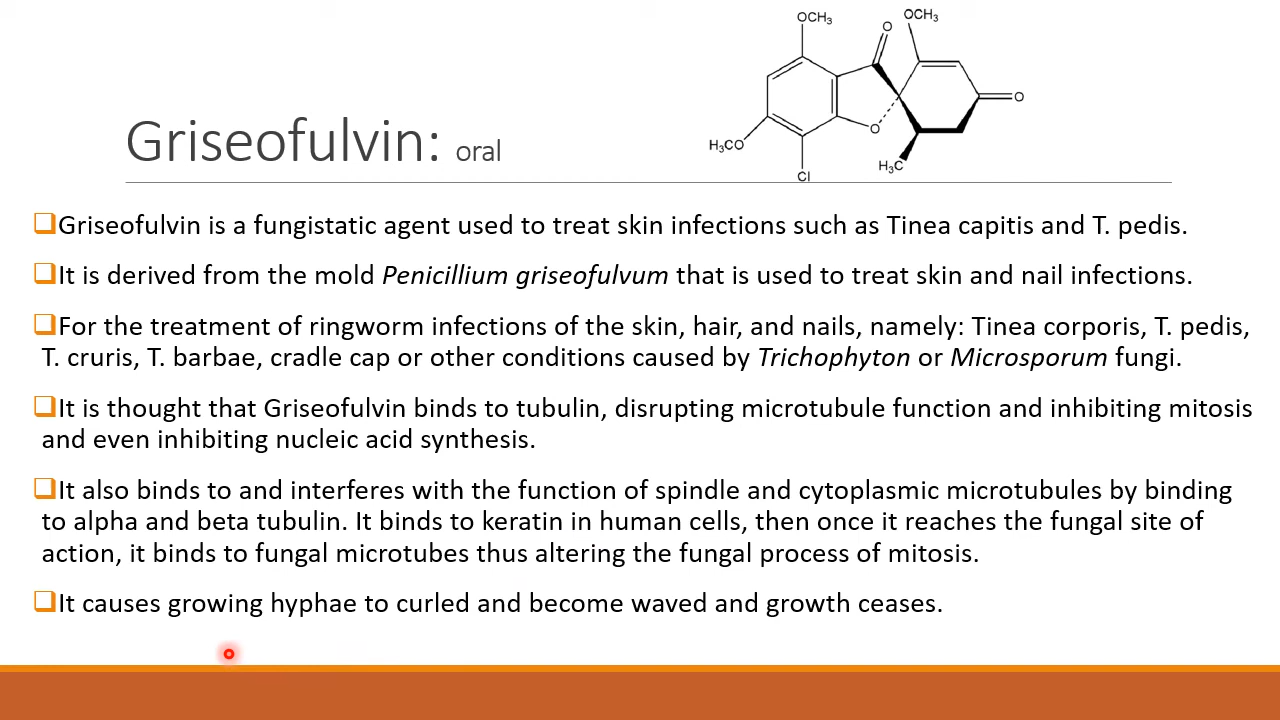 OCH3
O
OCH3
O
O
H3CO
H3C
Cl
Griseofulvin: oral
Griseofulvin is a fungistatic agent used to treat skin infections such as Tinea capitis and T. pedis.
It is derived from the mold Penicillium griseofulvum that is used to treat skin and nail infections.
For the treatment of ringworm infections of the skin, hair, and nails, namely: Tinea corporis, T. pedis,
T. cruris, T. barbae, cradle cap or other conditions caused by Trichophyton or Microsporum fungi.
It is thought that Griseofulvin binds to tubulin, disrupting microtubule function and inhibiting mitosis
and even inhibiting nucleic acid synthesis.
It also binds to and interferes with the function of spindle and cytoplasmic microtubules by binding
to alpha and beta tubulin. It binds to keratin in human cells, then once it reaches the fungal site of
action, it binds to fungal microtubes thus altering the fungal process of mitosis.
It causes growing hyphae to curled and become waved and growth ceases.